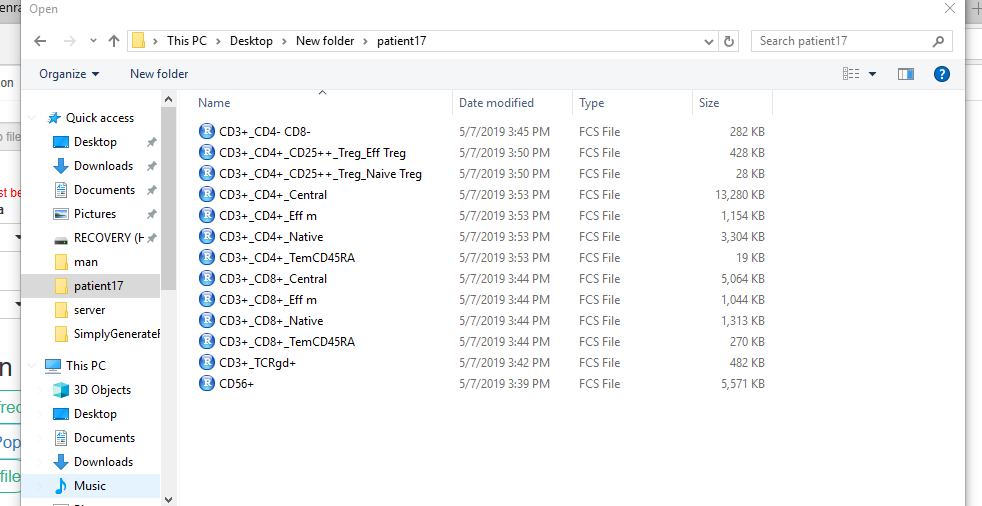 enra
Open
This PC > Desktop > New folder > patient17
Search patient17
on
Organize
New folder
Name Date modified Type Size
Quick access
Desktop
Downloads
Documents
Pictures
RECOVERY (H
man
patient17
server
SimplyGenerateF
This PC
3D Objects
Desktop
Documents
Downloads
Music
CD3+_CD4- CD8- 5/7/2019 3:45 PM FCS File 282 KB
CD3+_CD4+_CD25++_Treg_Eff Treg 5/7/2019 3:50 PM FCS File 428 KB
CD3+_CD4+_CD25++_Treg_Naive Treg 5/7/2019 3:50 PM FCS File 28 KB
CD3+_CD4+_Central 5/7/2019 3:53 PM FCS File 13,280 KB
CD3+_CD4+_Eff m 5/7/2019 3:53 PM FCS File 1,154 KB
CD3+_CD4+_Native 5/7/2019 3:53 PM FCS File 3,304 KB
CD3+_CD4+_TemCD45RA 5/7/2019 3:53 PM FCS File 19 KB
CD3+_CD8+_Central 5/7/2019 3:44 PM FCS File 5,064 KB
CD3+_CD8+_Eff m 5/7/2019 3:44 PM FCS File 1,044 KB
CD3+_CD8+_Native 5/7/2019 3:44 PM FCS File 1,313 KB
CD3+_CD8+_TemCD45RA 5/7/2019 3:44 PM FCS File 270 KB
CD3+_TCRgd+ 5/7/2019 3:42 PM FCS File 482 KB
CD56+ 5/7/2019 3:39 PM FCS File 5,571 KB
o file
st be
a
n
freq
Pop
file